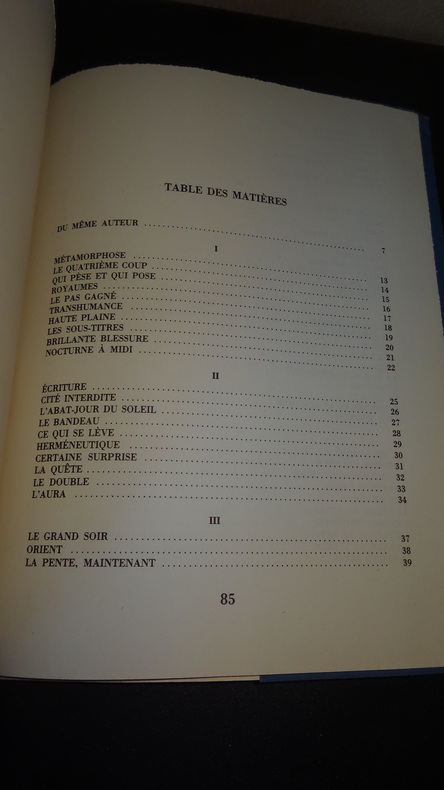 TABLE DES MATIÈRES
DU MÊME AUTEUR ........ 7
I
MÉTAMORPHOSE ........ 13
LE QUATRIÈME COUP ........ 14
QUI PÈSE ET QUI POSE ........ 15
ROYAUMES ........ 16
LE PAS GAGNÉ ........ 17
TRANSHUMANCE ........ 18
HAUTE PLAINE ........ 19
LES SOUS-TITRES ........ 20
BRILLANTE BLESSURE ........ 21
NOCTURNE À MIDI ........ 22
II
ÉCRITURE ........ 25
CITÉ INTERDITE ........ 26
L'ABAT-JOUR DU SOLEIL ........ 27
LE BANDEAU ........ 28
CE QUI SE LÈVE ........ 29
HERMÉNEUTIQUE ........ 30
CERTAINE SURPRISE ........ 31
LA QUÊTE ........ 32
LE DOUBLE ........ 33
L'AURA ........ 34
III
LE GRAND SOIR ........ 37
ORIENT ........ 38
LA PENTE, MAINTENANT ........ 39
85